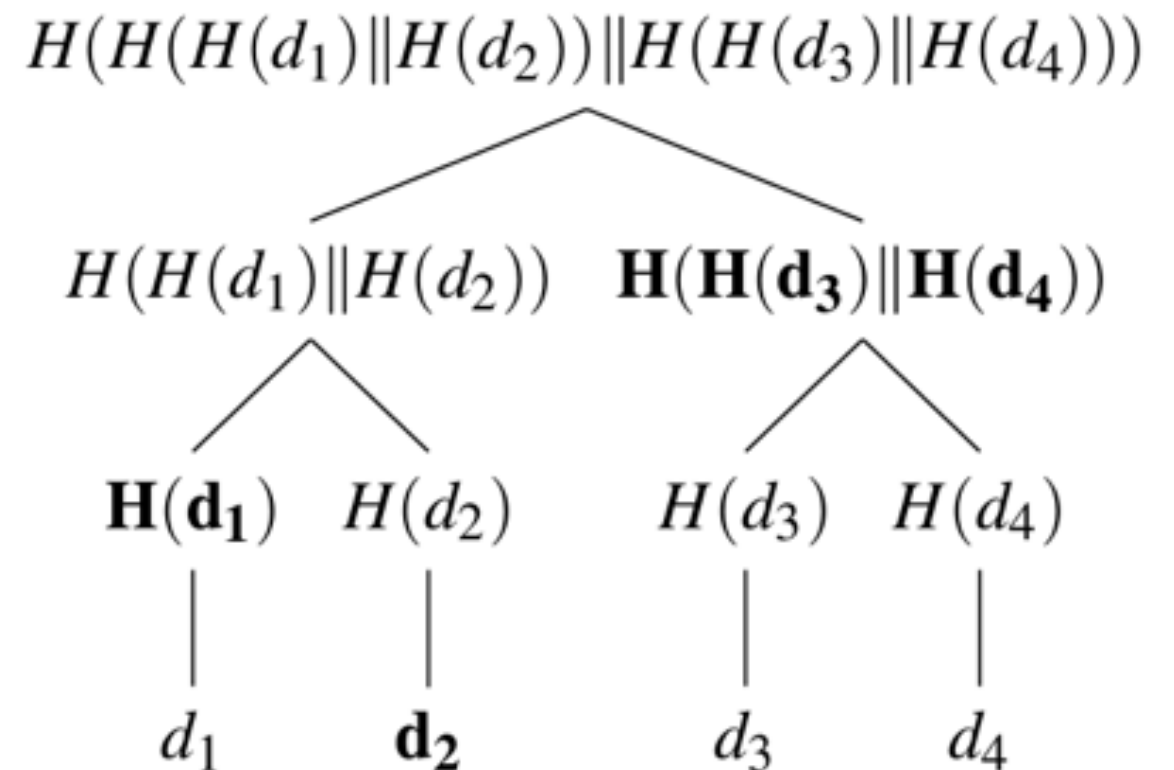 H(H(H(d₁)||H(d₂))||H(H(d₃)||H(d₄)))
H(H(d₁)||H(d₂)) H(H(d₃)||H(d₄))
H(d₁) H(d₂) H(d₃) H(d₄)
d₁ d₂ d₃ d₄